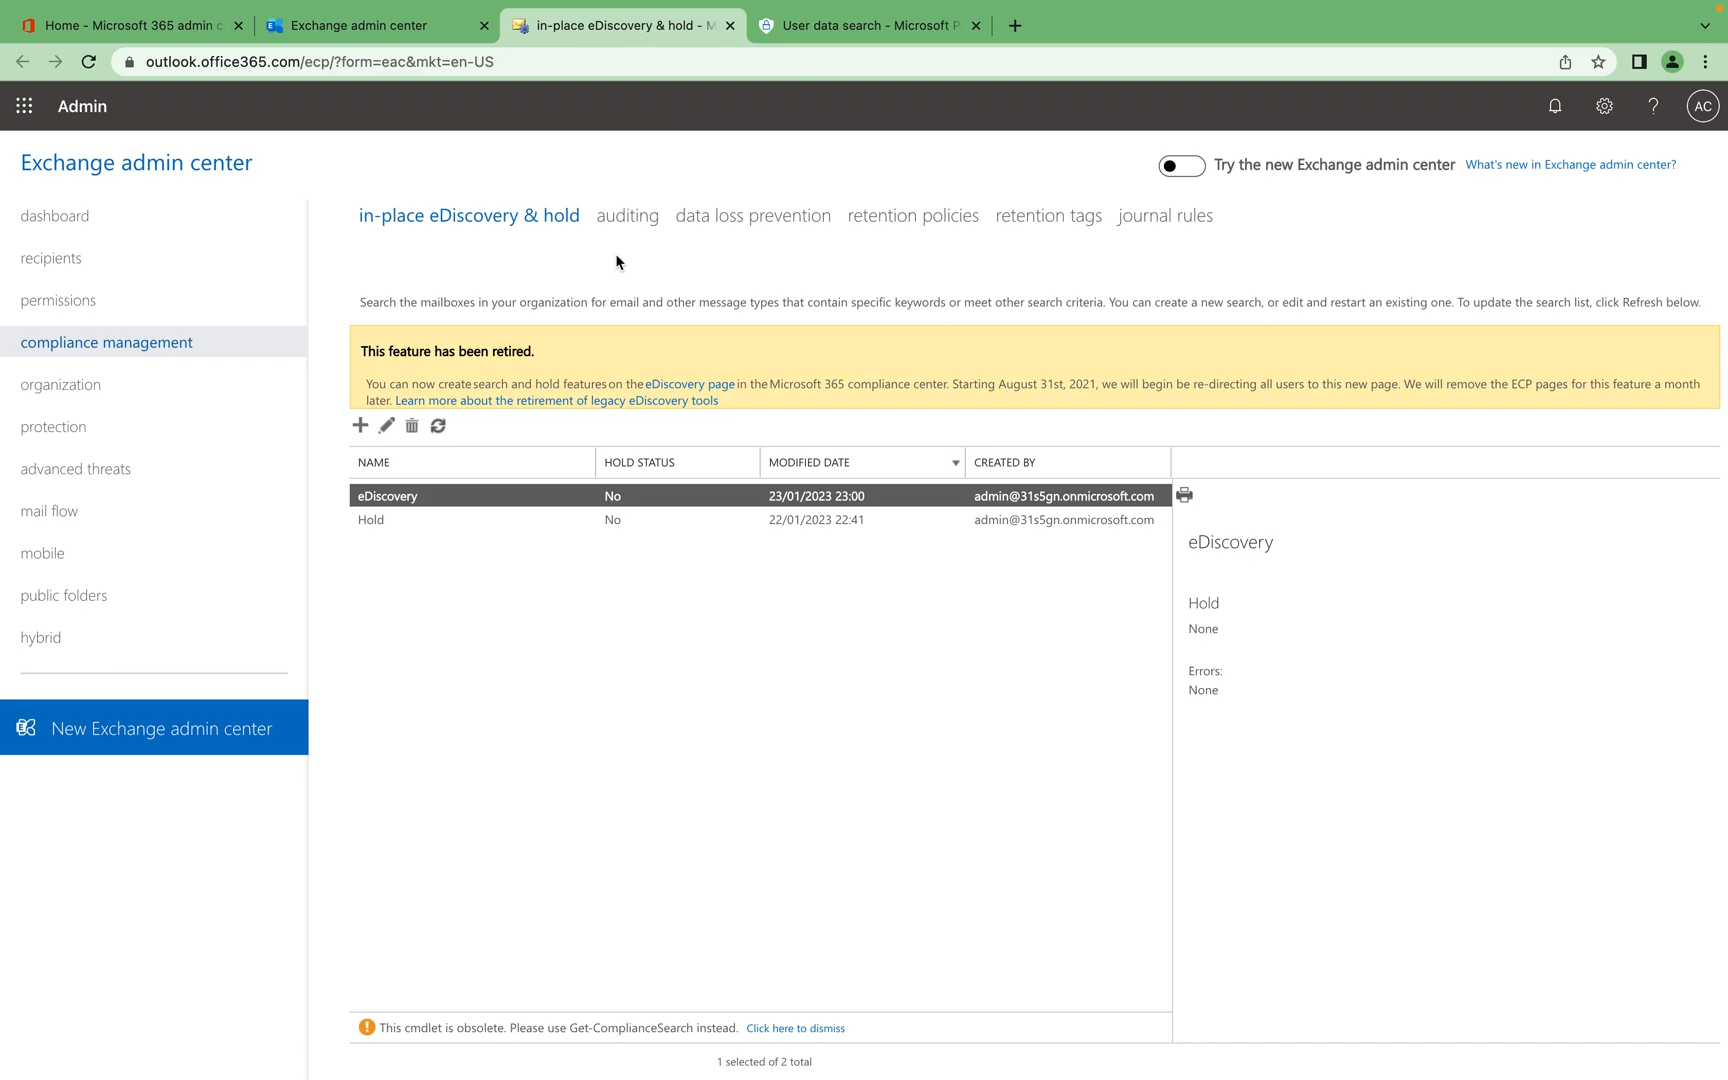 Home - Microsoft 365 admin c
Exchange admin center
in-place eDiscovery & hold - M
User data search - Microsoft P
outlook.office365.com/ecp/?form=eac&mkt=en-US
Admin
AC
Exchange admin center
Try the new Exchange admin center
What's new in Exchange admin center?
dashboard
recipients
permissions
compliance management
organization
protection
advanced threats
mail flow
mobile
public folders
hybrid
New Exchange admin center
in-place eDiscovery & hold auditing data loss prevention retention policies retention tags journal rules
Search the mailboxes in your organization for email and other message types that contain specific keywords or meet other search criteria. You can create a new search, or edit and restart an existing one. To update the search list, click Refresh below.
This feature has been retired.
You can now create search and hold features on the eDiscovery page in the Microsoft 365 compliance center. Starting August 31st, 2021, we will begin be re-directing all users to this new page. We will remove the ECP pages for this feature a month
later. Learn more about the retirement of legacy eDiscovery tools
NAME HOLD STATUS MODIFIED DATE CREATED BY
eDiscovery No 23/01/2023 23:00 admin@31s5gn.onmicrosoft.com
Hold No 22/01/2023 22:41 admin@31s5gn.onmicrosoft.com
eDiscovery
Hold
None
Errors:
None
This cmdlet is obsolete. Please use Get-ComplianceSearch instead. Click here to dismiss
1 selected of 2 total